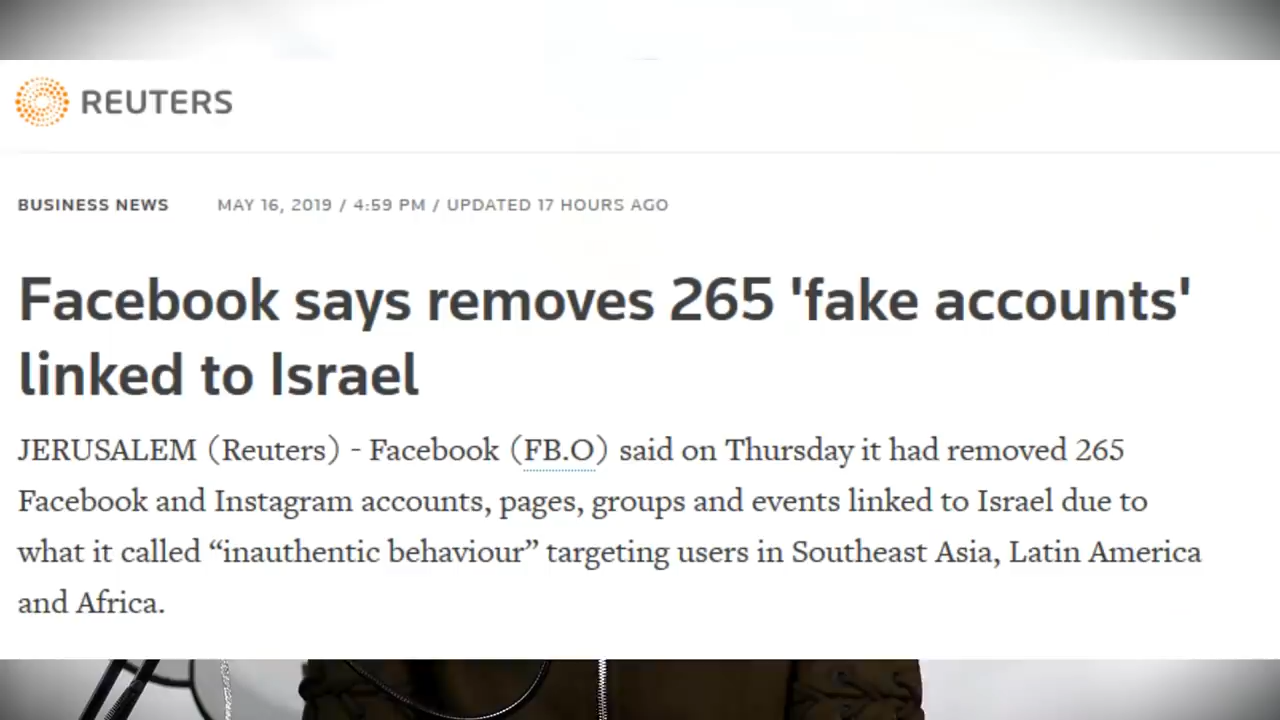 REUTERS
BUSINESS NEWS MAY 16, 2019 / 4:59 PM / UPDATED 17 HOURS AGO
Facebook says removes 265 'fake accounts'
linked to Israel
JERUSALEM (Reuters) - Facebook (FB.O) said on Thursday it had removed 265
Facebook and Instagram accounts, pages, groups and events linked to Israel due to
what it called “inauthentic behaviour” targeting users in Southeast Asia, Latin America
and Africa.